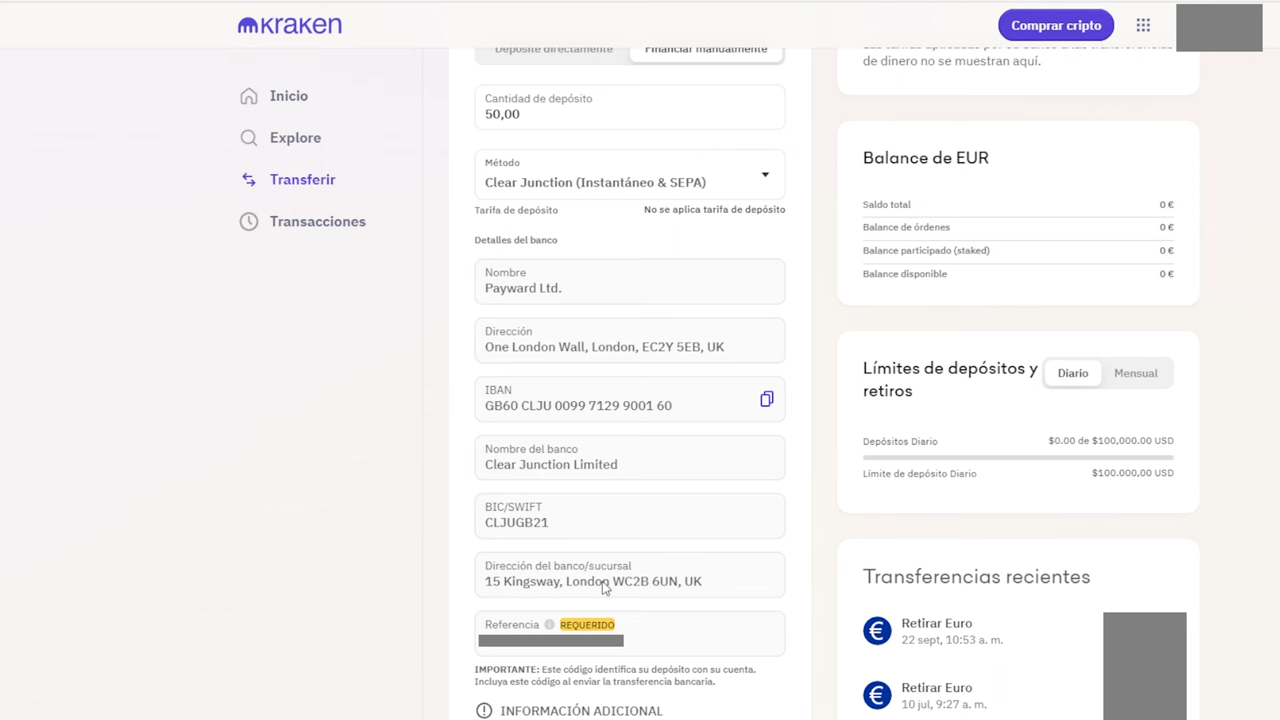 kraken
Comprar cripto
Inicio
Explore
Transferir
Transacciones
Deposite directamente
Financiar manualmente
Cantidad de depósito
50,00
Método
Clear Junction (Instantáneo & SEPA)
Tarifa de depósito
No se aplica tarifa de depósito
Detalles del banco
Nombre
Payward Ltd.
Dirección
One London Wall, London, EC2Y 5EB, UK
IBAN
GB60 CLJU 0099 7129 9001 60
Nombre del banco
Clear Junction Limited
BIC/SWIFT
CLJUGB21
Dirección del banco/sucursal
15 Kingsway, London WC2B 6UN, UK
Referencia REQUERIDO
IMPORTANTE: Este código identifica su depósito con su cuenta.
Incluya este código al enviar la transferencia bancaria.
INFORMACIÓN ADICIONAL
de dinero no se muestran aquí.
Balance de EUR
Saldo total 0 €
Balance de órdenes 0 €
Balance participado (staked) 0 €
Balance disponible 0 €
Límites de depósitos y
retiros
Diario
Mensual
Depósitos Diario $0.00 de $100,000.00 USD
Límite de depósito Diario $100.000,00 USD
Transferencias recientes
Retirar Euro
22 sept, 10:53 a. m.
Retirar Euro
10 jul, 9:27 a. m.